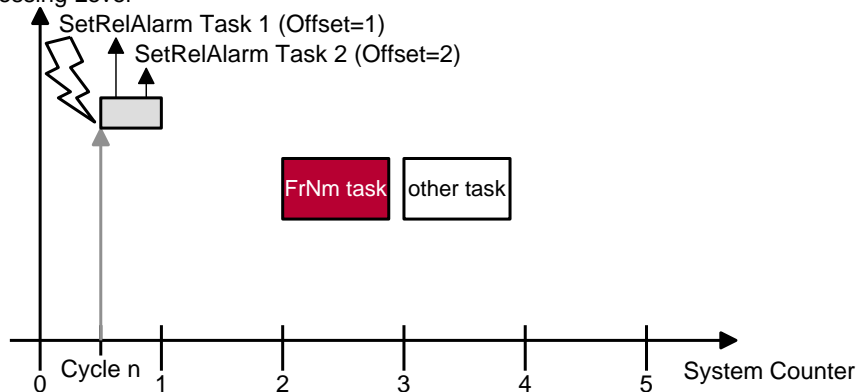 SetRelAlarm Task 1 (Offset=1)
SetRelAlarm Task 2 (Offset=2)
FrNm task
other task
Cycle n
0 1 2 3 4 5
System Counter